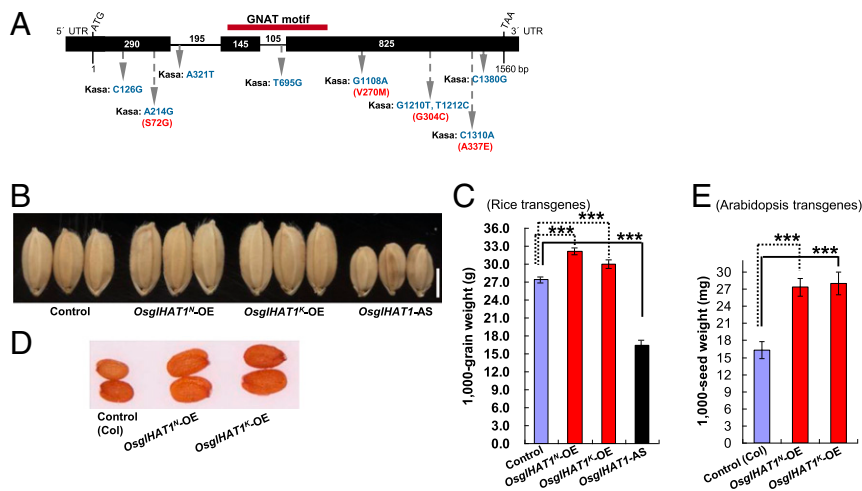 A
GNAT motif
5´ UTR
ATG
290
195
145
105
825
TAA
3´ UTR
1
1560 bp
Kasa: C126G
Kasa: A214G
(S72G)
Kasa: A321T
Kasa: T695G
Kasa: G1108A
(V270M)
Kasa: G1210T, T1212C
(G304C)
Kasa: C1380G
Kasa: C1310A
(A337E)
B
Control
OsglHAT1ᴺ-OE
OsglHAT1ᴷ-OE
OsglHAT1-AS
C
(Rice transgenes)
1,000-grain weight (g)
36.0
33.0
30.0
27.0
24.0
21.0
18.0
15.0
12.0
9.0
6.0
3.0
0.0
***
***
***
Control
OsglHAT1ᴺ-OE
OsglHAT1ᴷ-OE
OsglHAT1-AS
D
Control
(Col)
OsglHAT1ᴺ-OE
OsglHAT1ᴷ-OE
E
(Arabidopsis transgenes)
1,000-seed weight (mg)
30
27
24
21
18
15
12
9
6
3
0
***
***
Control (Col)
OsglHAT1ᴺ-OE
OsglHAT1ᴷ-OE